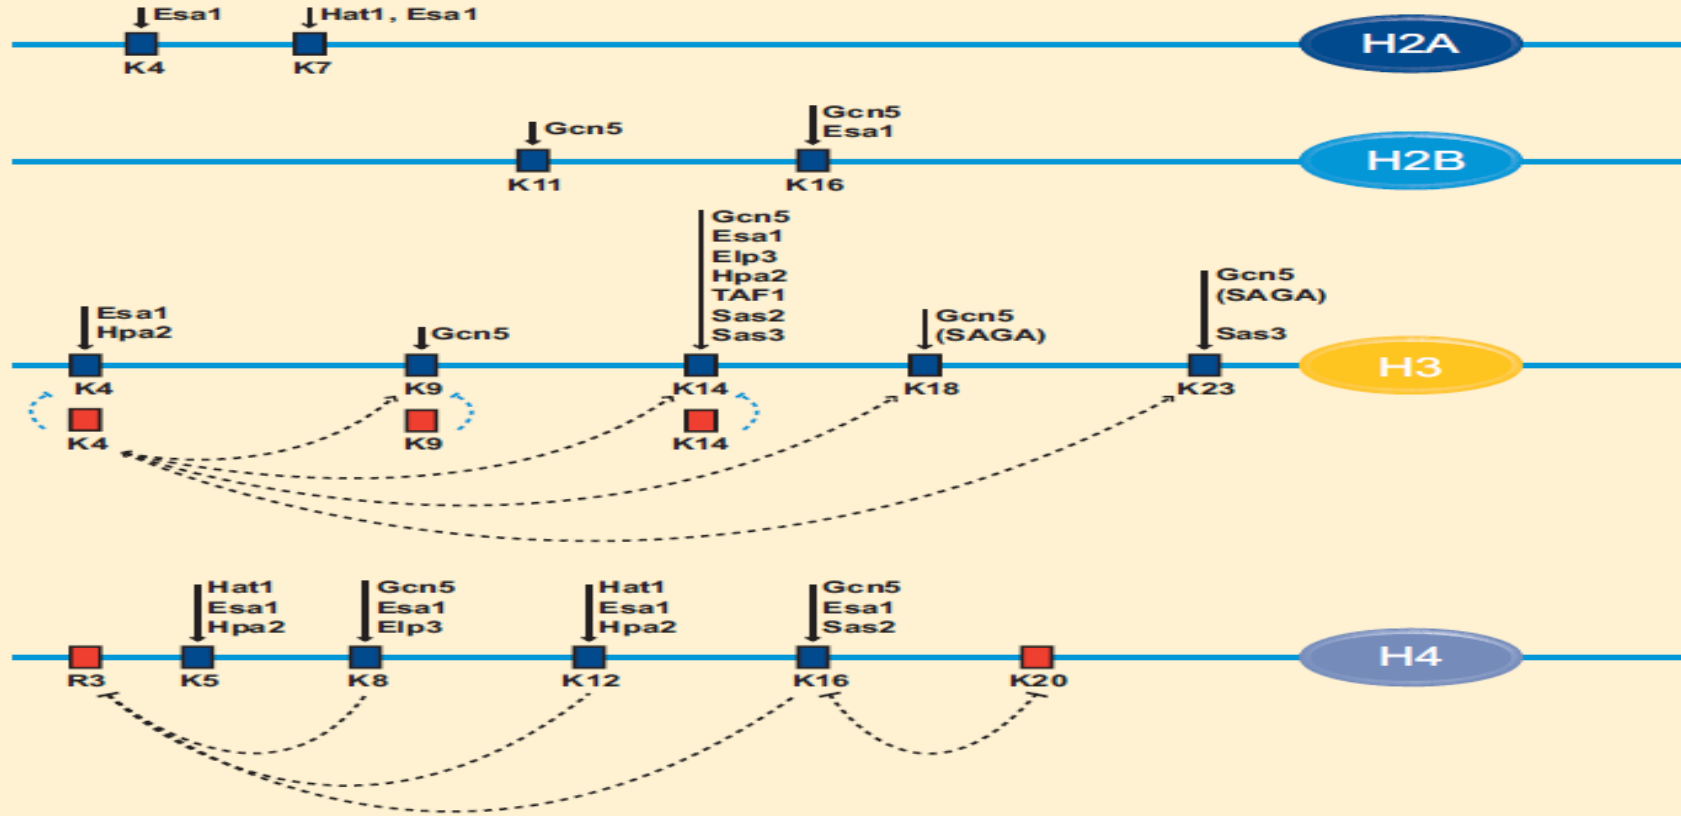 Esa1
Hat1, Esa1
H2A
K4
K7
Gcn5
Gcn5
Esa1
H2B
K11
K16
Esa1
Hpa2
Gcn5
Gcn5
Esa1
Elp3
Hpa2
TAF1
Sas2
Sas3
Gcn5
(SAGA)
Gcn5
(SAGA)
Sas3
H3
K4
K9
K14
K18
K23
K4
K9
K14
Hat1
Esa1
Hpa2
Gcn5
Esa1
Elp3
Hat1
Esa1
Hpa2
Gcn5
Esa1
Sas2
H4
R3
K5
K8
K12
K16
K20